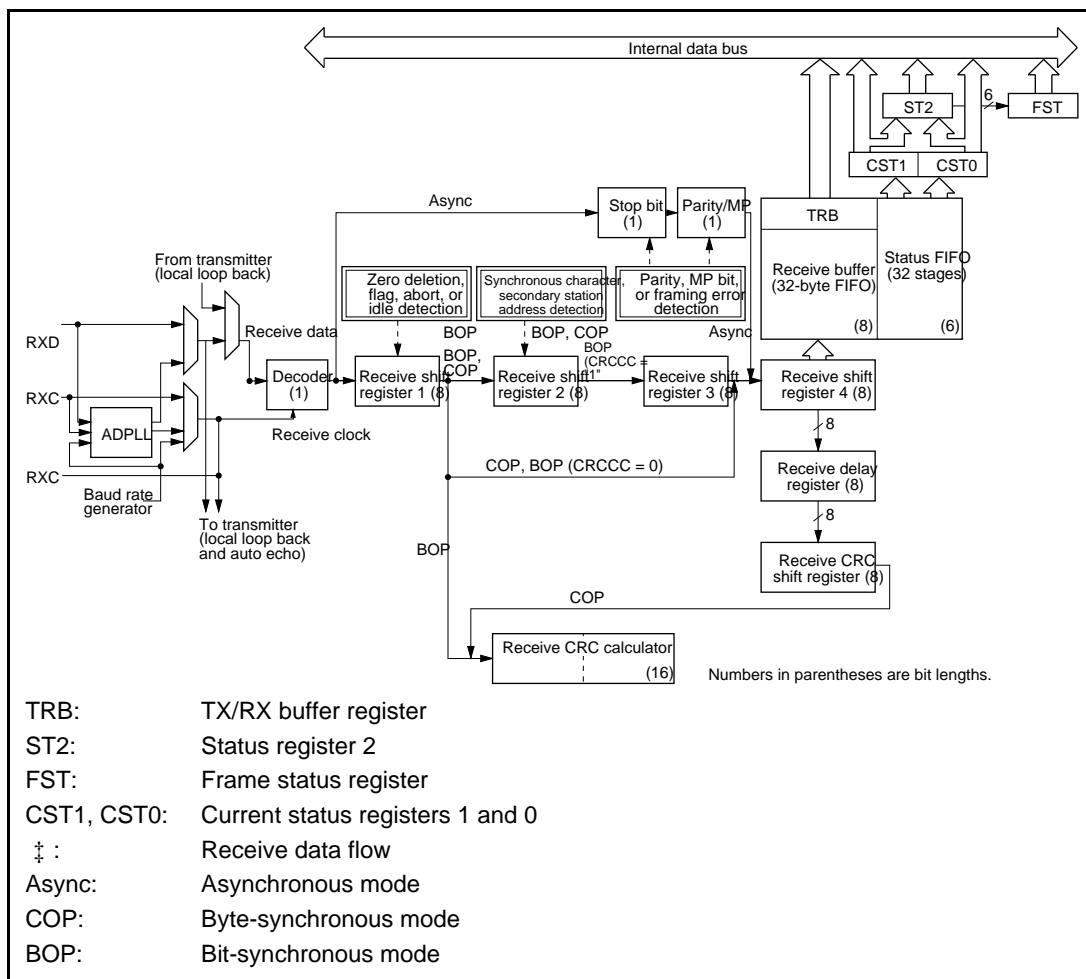 Internal data bus
6
ST2
FST
CST1
CST0
Async
Stop bit
(1)
Parity/MP
(1)
TRB
From transmitter
(local loop back)
Zero deletion,
flag, abort, or
idle detection
Synchronous character,
secondary station
address detection
Parity, MP bit,
or framing error
detection
Receive buffer
(32-byte FIFO)
(8)
Status FIFO
(32 stages)
(6)
RXD
Receive data
BOP
BOP, COP
Async
BOP,
COP
BOP
(CRCCC =
"1"
RXC
Decoder
(1)
Receive shift
register 1 (8)
Receive shift
register 2 (8)
Receive shift
register 3 (8)
Receive shift
register 4 (8)
ADPLL
Receive clock
8
RXC
Baud rate
generator
COP, BOP (CRCCC = 0)
Receive delay
register (8)
To transmitter
(local loop back
and auto echo)
8
BOP
Receive CRC
shift register (8)
COP
Receive CRC calculator
(16)
Numbers in parentheses are bit lengths.
TRB: TX/RX buffer register
ST2: Status register 2
FST: Frame status register
CST1, CST0: Current status registers 1 and 0
‡ : Receive data flow
Async: Asynchronous mode
COP: Byte-synchronous mode
BOP: Bit-synchronous mode